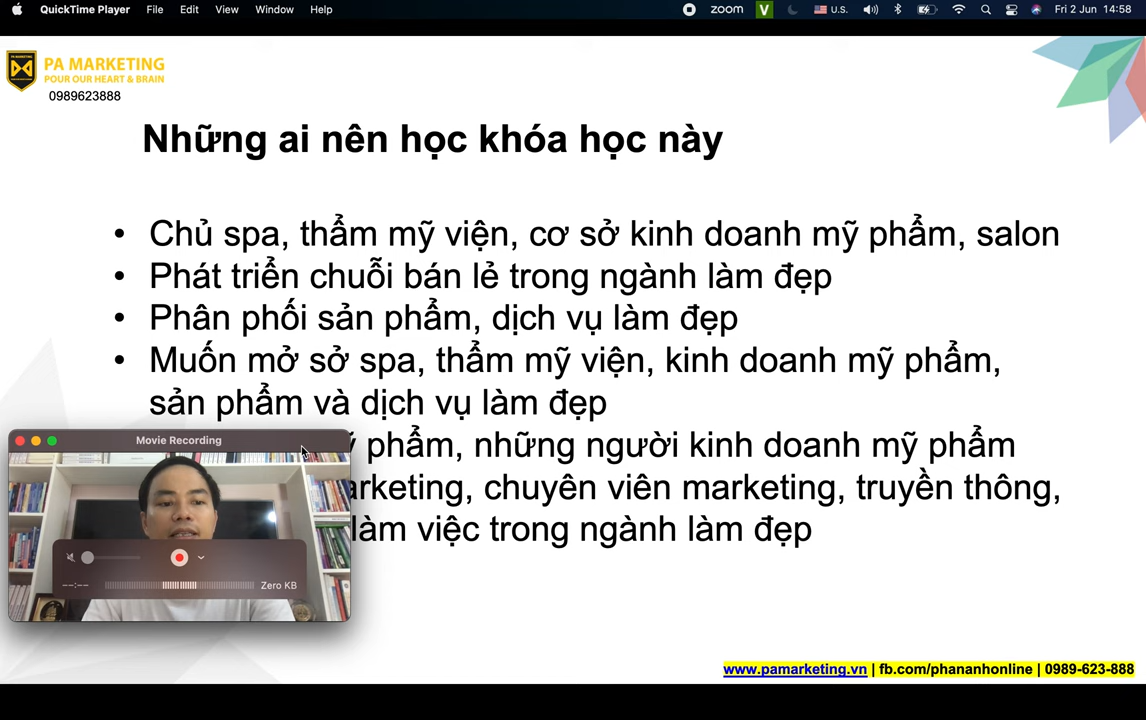 QuickTime Player File Edit View Window Help zoom V U.S. Fri 2 Jun 14:58
PA MARKETING
POUR OUR HEART & BRAIN
0989623888
Những ai nên học khóa học này
• Chủ spa, thẩm mỹ viện, cơ sở kinh doanh mỹ phẩm, salon
• Phát triển chuỗi bán lẻ trong ngành làm đẹp
• Phân phối sản phẩm, dịch vụ làm đẹp
• Muốn mở sở spa, thẩm mỹ viện, kinh doanh mỹ phẩm,
sản phẩm và dịch vụ làm đẹp
phẩm, những người kinh doanh mỹ phẩm
arketing, chuyên viên marketing, truyền thông,
làm việc trong ngành làm đẹp
Movie Recording
--:-- Zero KB
www.pamarketing.vn | fb.com/phananhonline | 0989-623-888